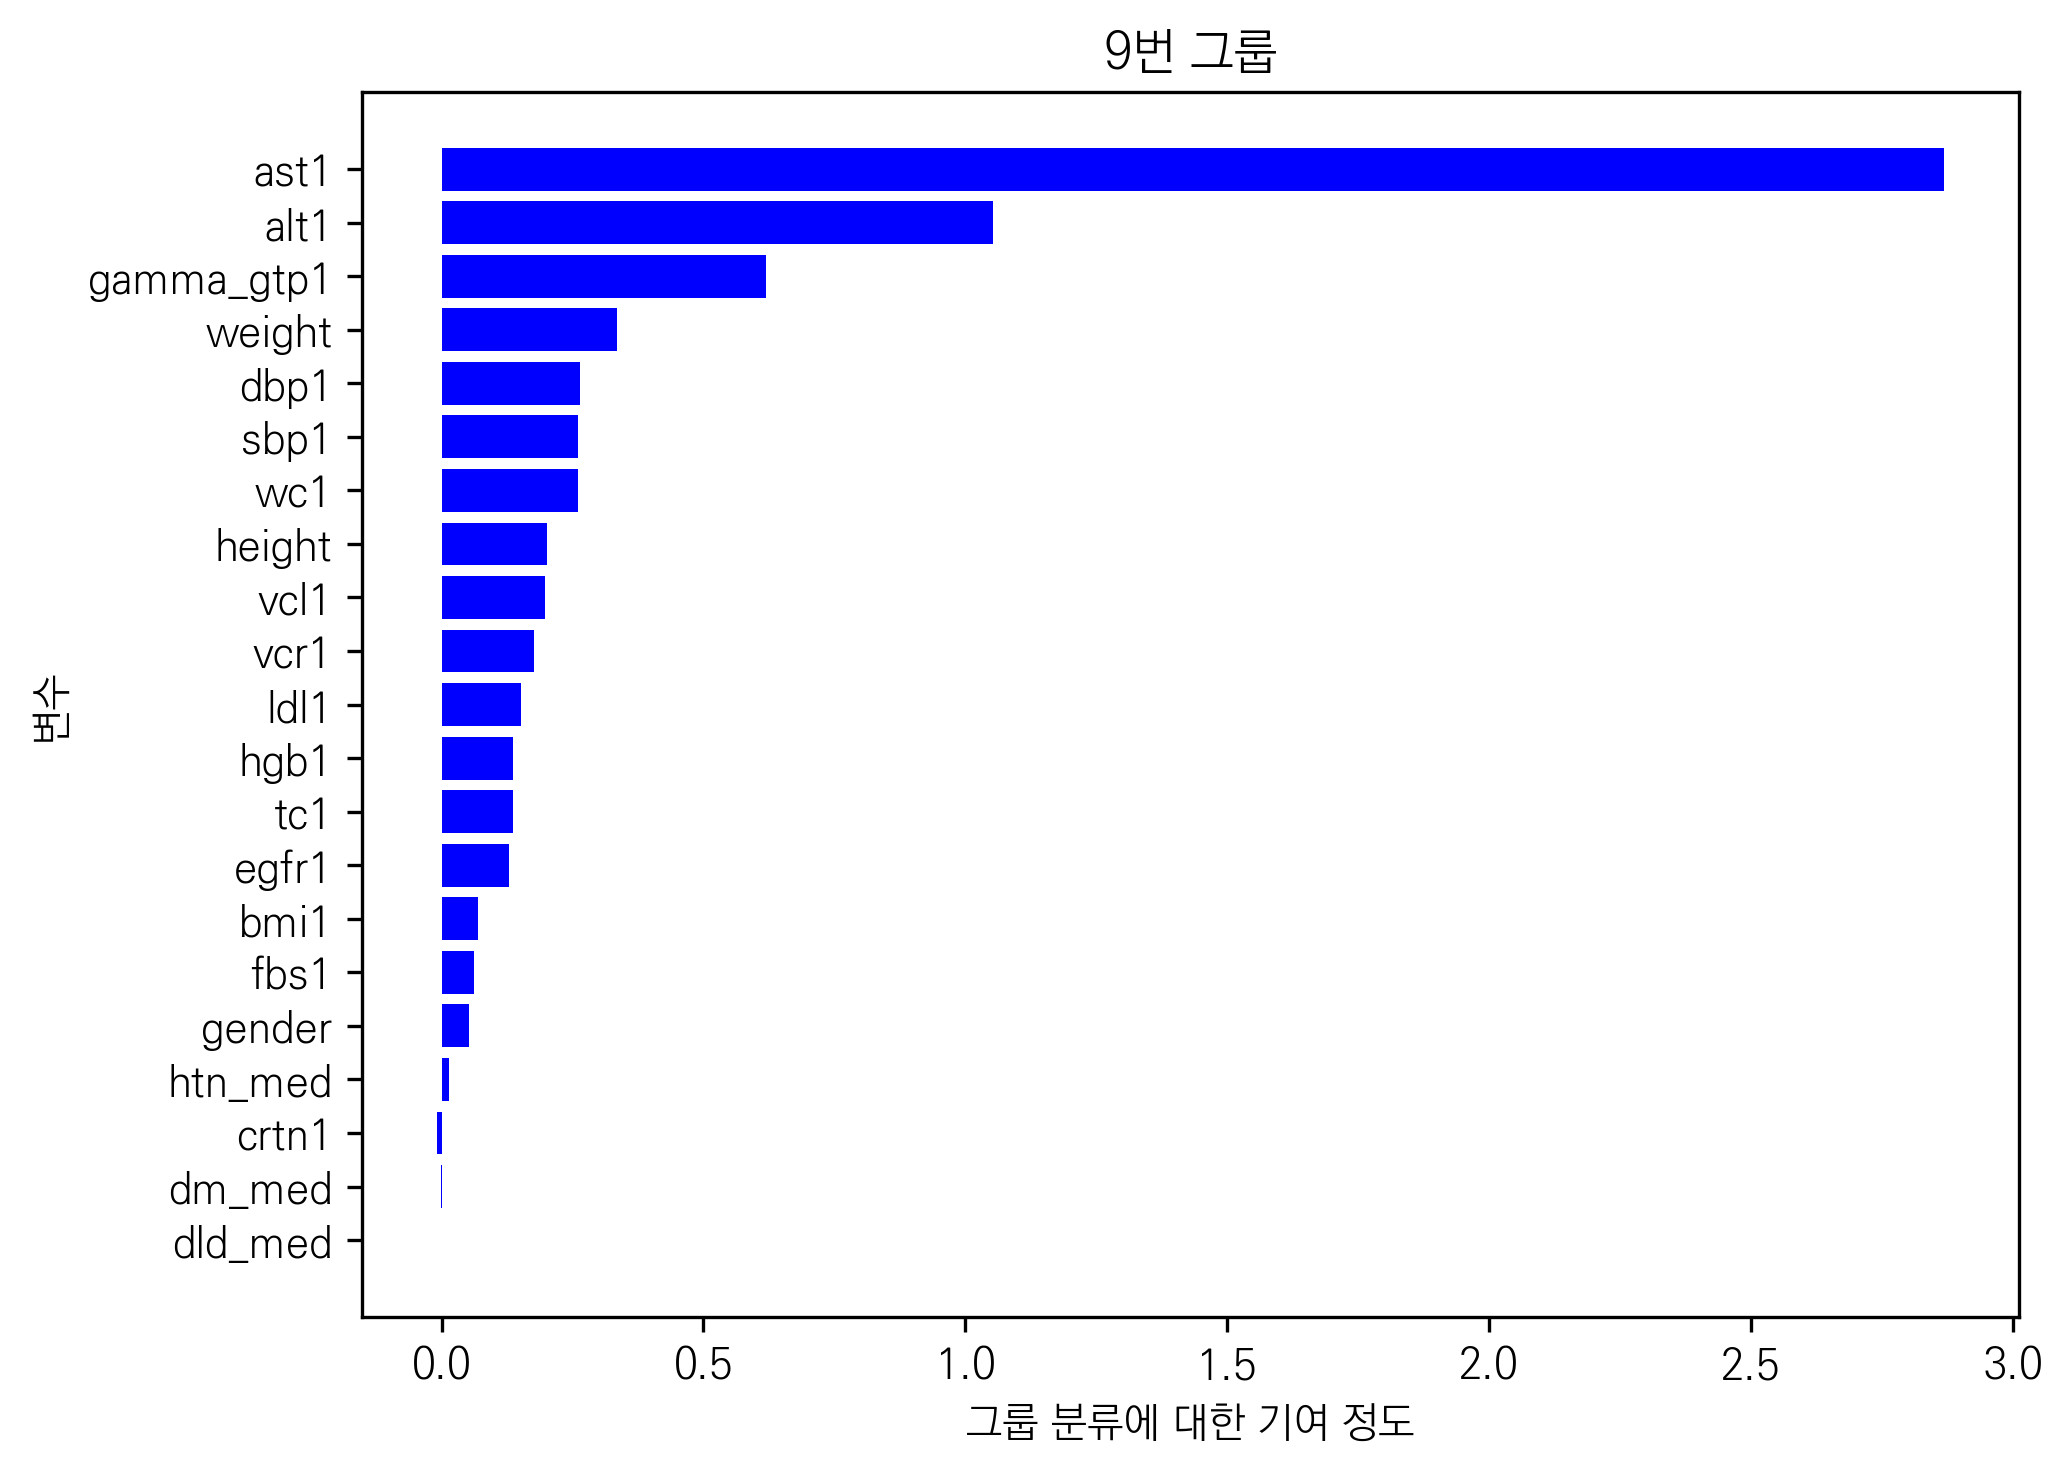 9번 그룹
ast1
alt1
gamma_gtp1
weight
dbp1
sbp1
wc1
height
vcl1
vcr1
ldl1
hgb1
tc1
egfr1
bmi1
fbs1
gender
htn_med
crtn1
dm_med
dld_med
변수
0.0 0.5 1.0 1.5 2.0 2.5 3.0
그룹 분류에 대한 기여 정도